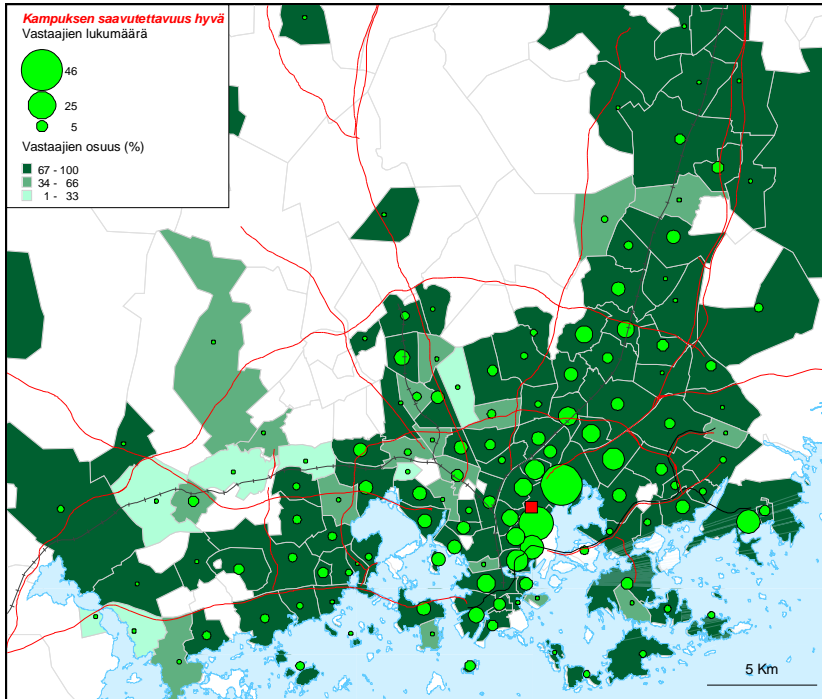 Kampuksen saavutettavuus hyvä
Vastaajien lukumäärä
46
25
5
Vastaajien osuus (%)
67 - 100
34 - 66
1 - 33
5 Km